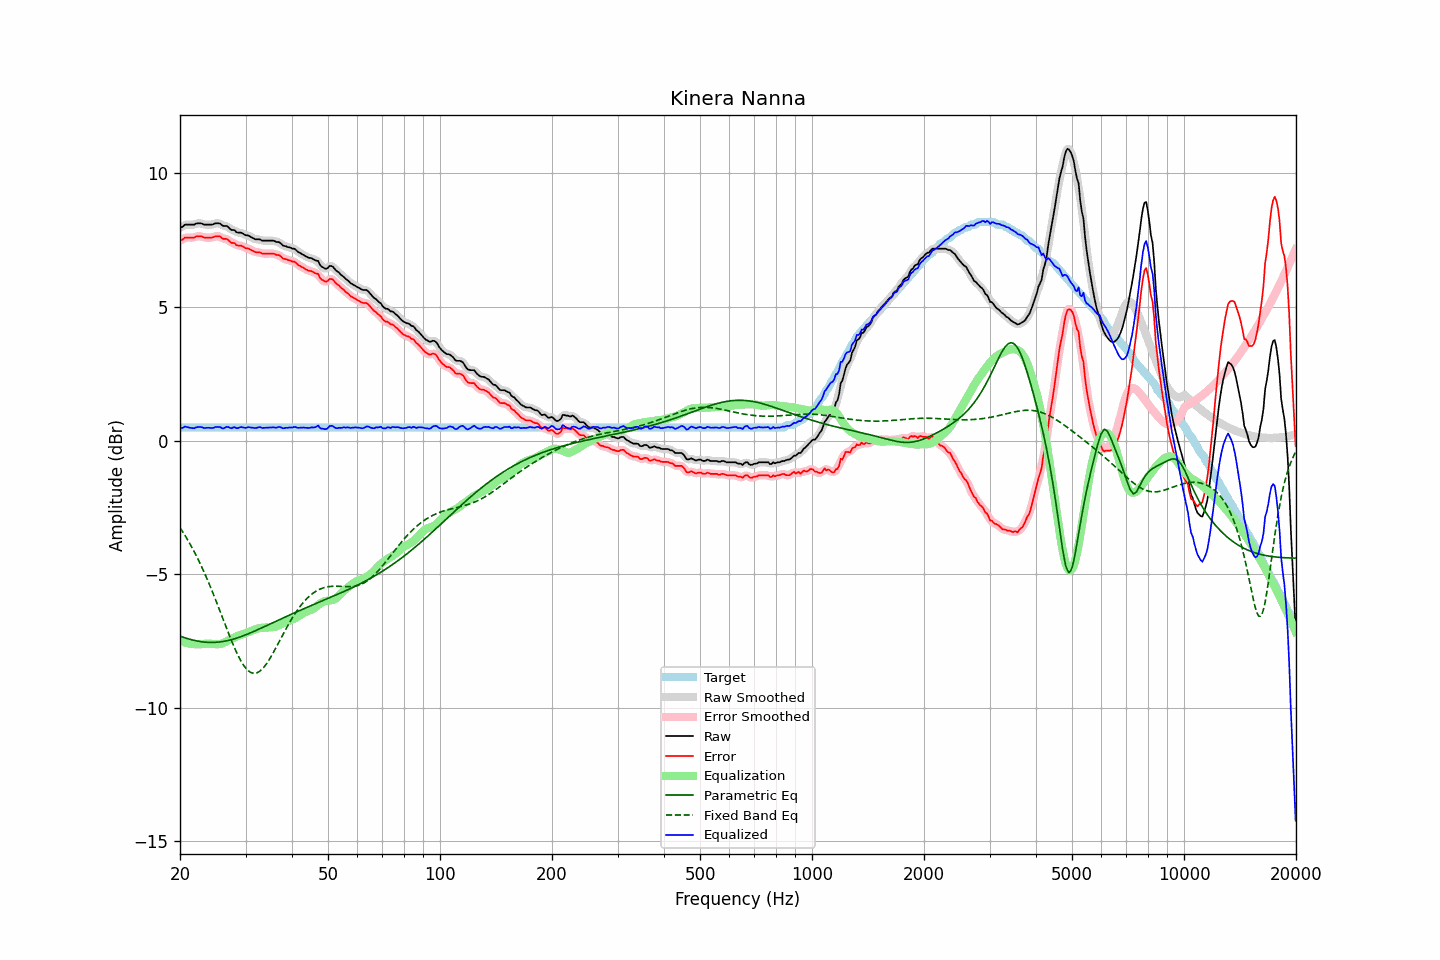 Kinera Nanna
Amplitude (dBr)
10
5
0
−5
−10
−15
20
50
100
200
500
1000
2000
5000
10000
20000
Frequency (Hz)
Target
Raw Smoothed
Error Smoothed
Raw
Error
Equalization
Parametric Eq
Fixed Band Eq
Equalized